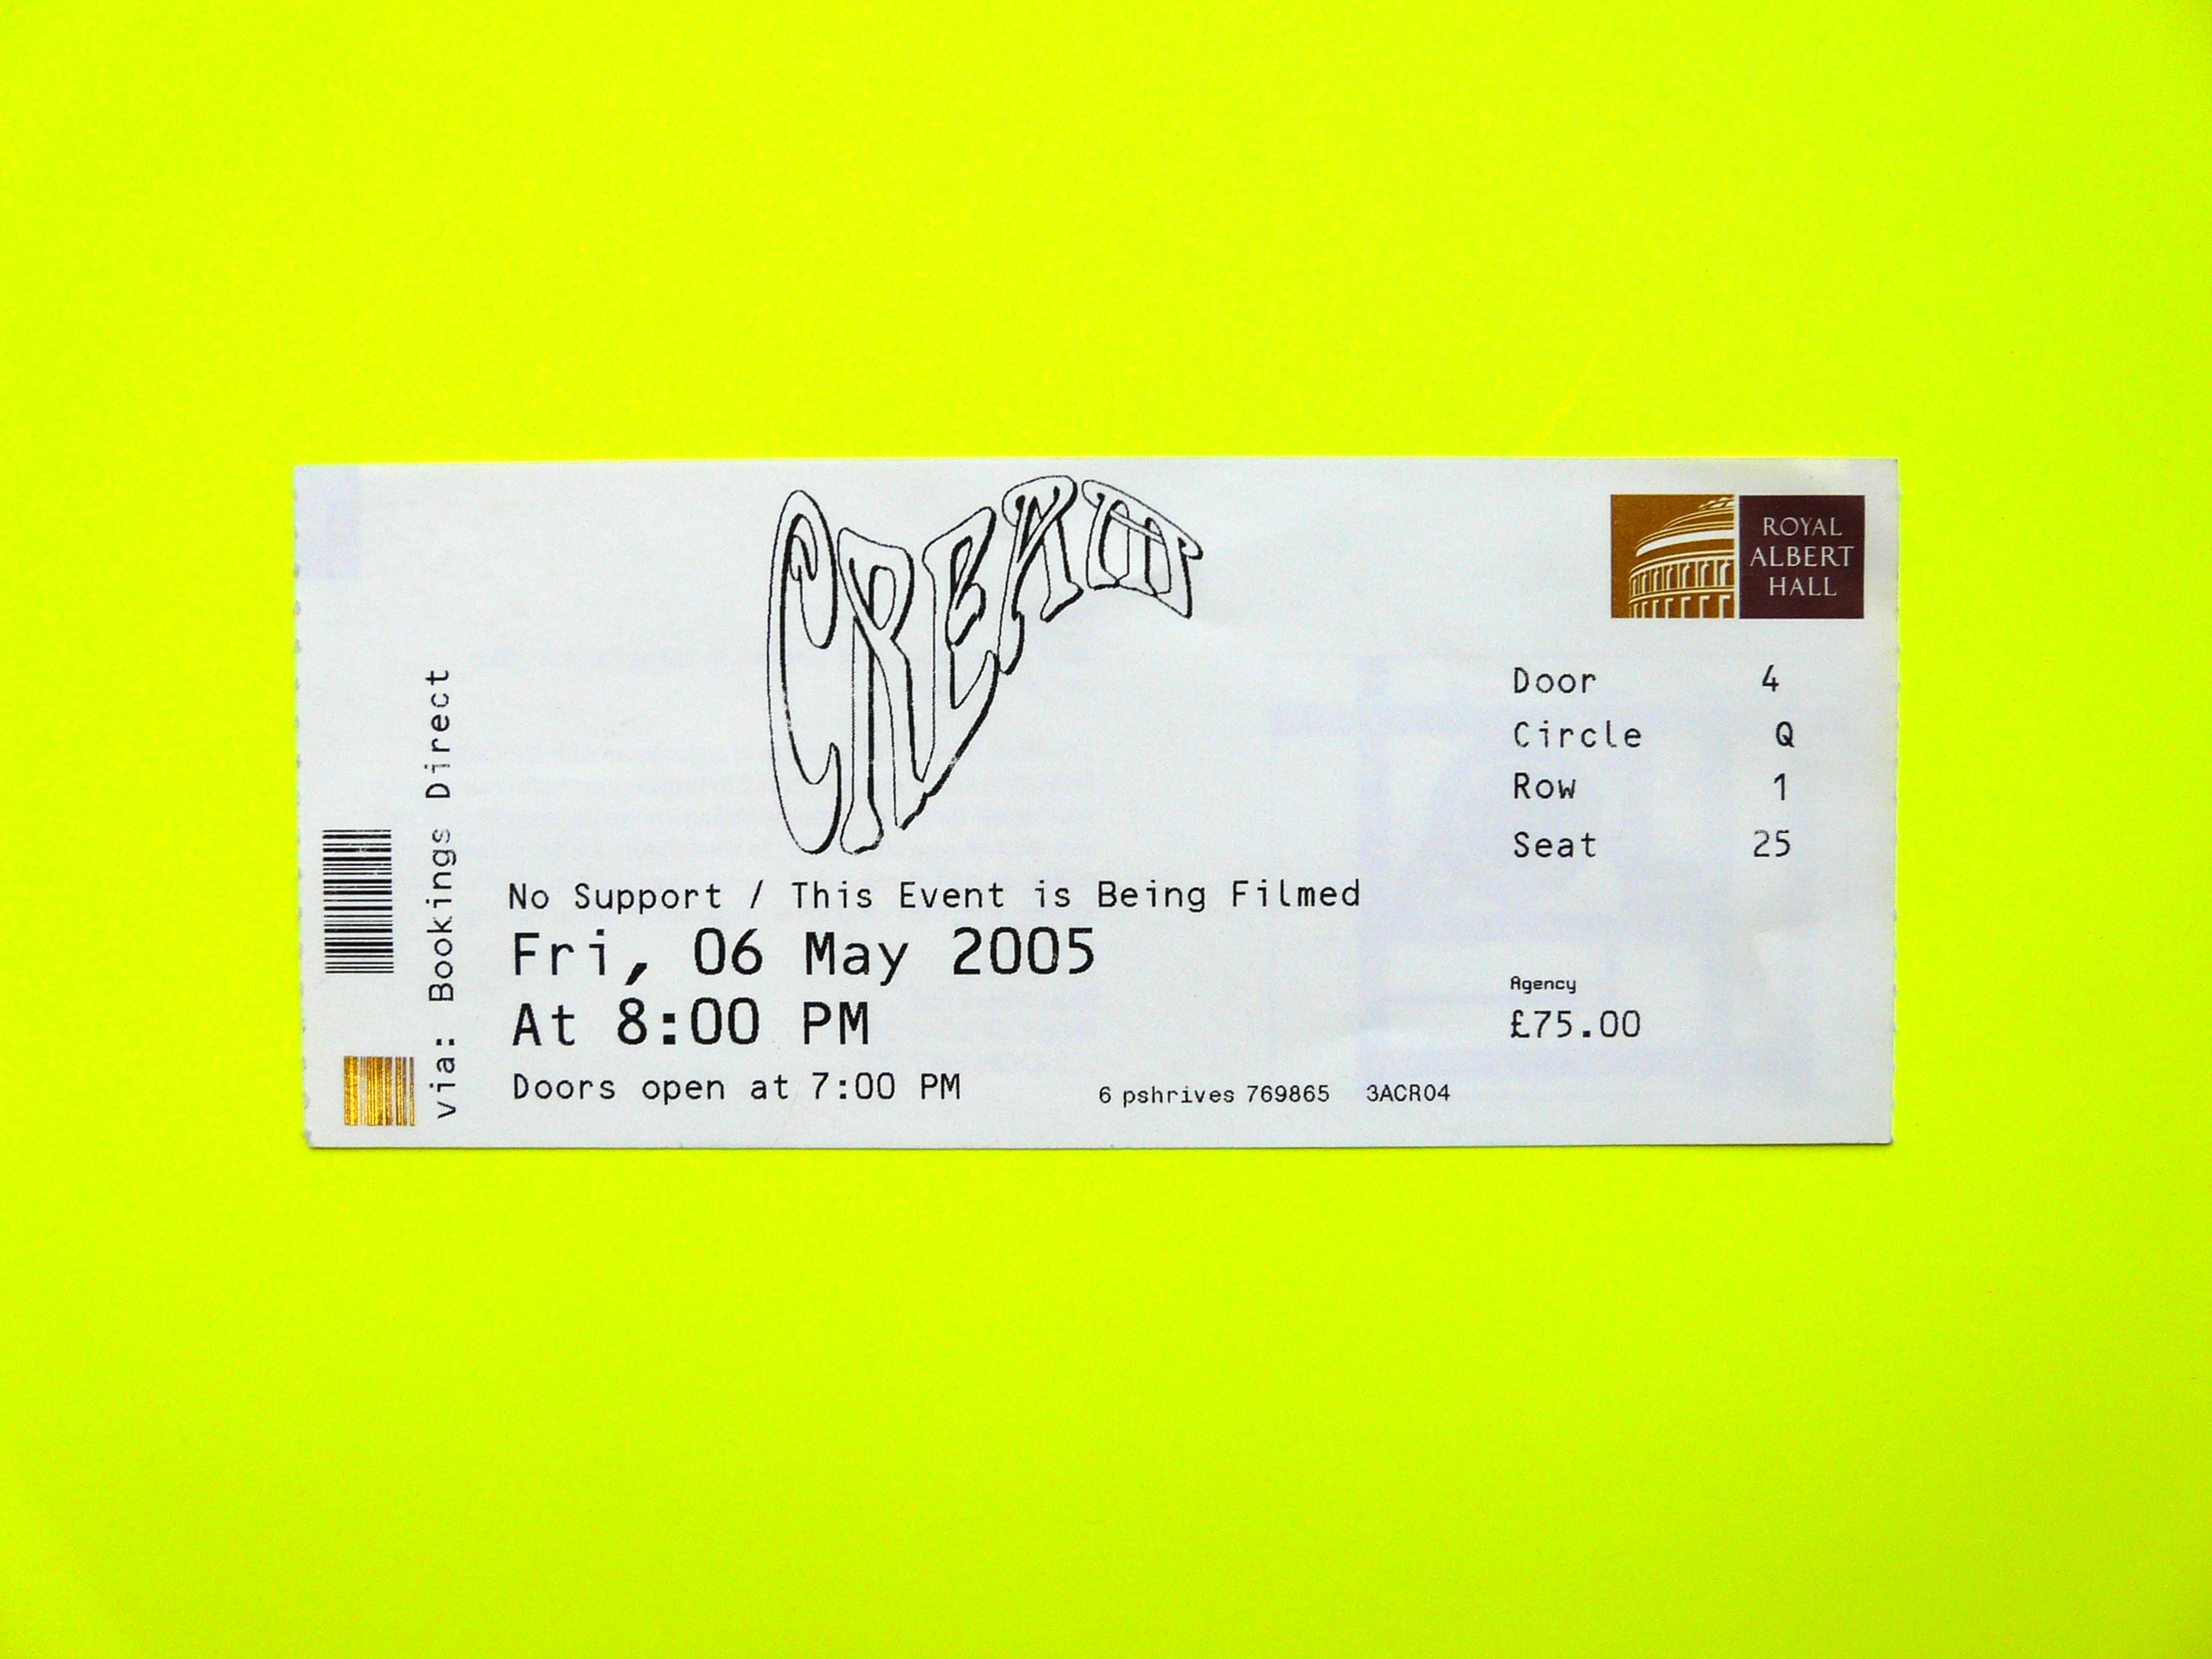 CREAM
ROYAL
ALBERT
HALL
Door 4
Circle Q
Row 1
Seat 25
via: Bookings Direct
No Support / This Event is Being Filmed
Fri, 06 May 2005
At 8:00 PM
Doors open at 7:00 PM
Agency
£75.00
6 pshrives 769865 3ACR04